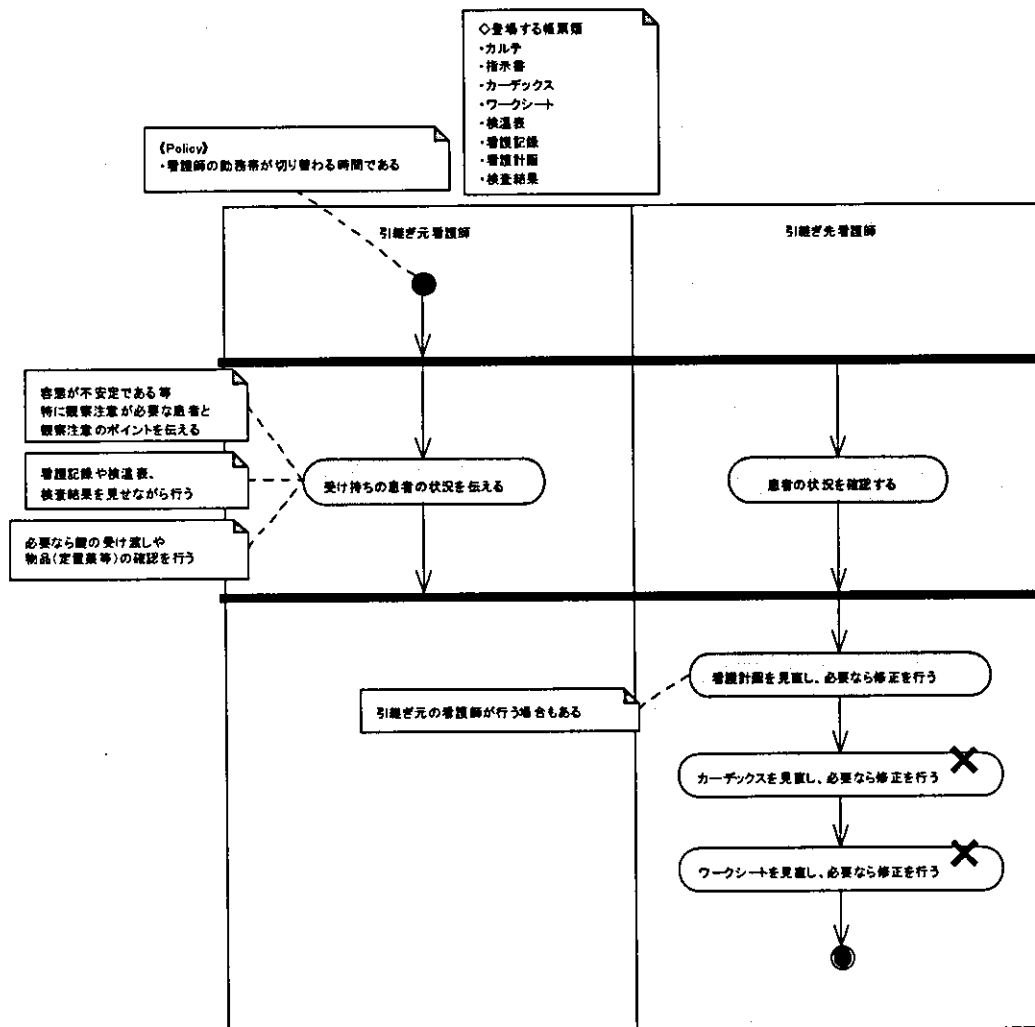 ◇登場する帳票類
・カルテ
・指示書
・カーデックス
・ワークシート
・検温表
・看護記録
・看護計画
・検査結果
《Policy》
・看護師の勤務帯が切り替わる時間である
引継ぎ元看護師
引継ぎ先看護師
容態が不安定である等
特に観察注意が必要な患者と
観察注意のポイントを伝える
看護記録や検温表、
検査結果を見せながら行う
必要なら鍵の受け渡しや
物品(定置薬等)の確認を行う
受け持ちの患者の状況を伝える
患者の状況を確認する
看護計画を見直し、必要なら修正を行う
引継ぎ元の看護師が行う場合もある
カーデックスを見直し、必要なら修正を行う
ワークシートを見直し、必要なら修正を行う